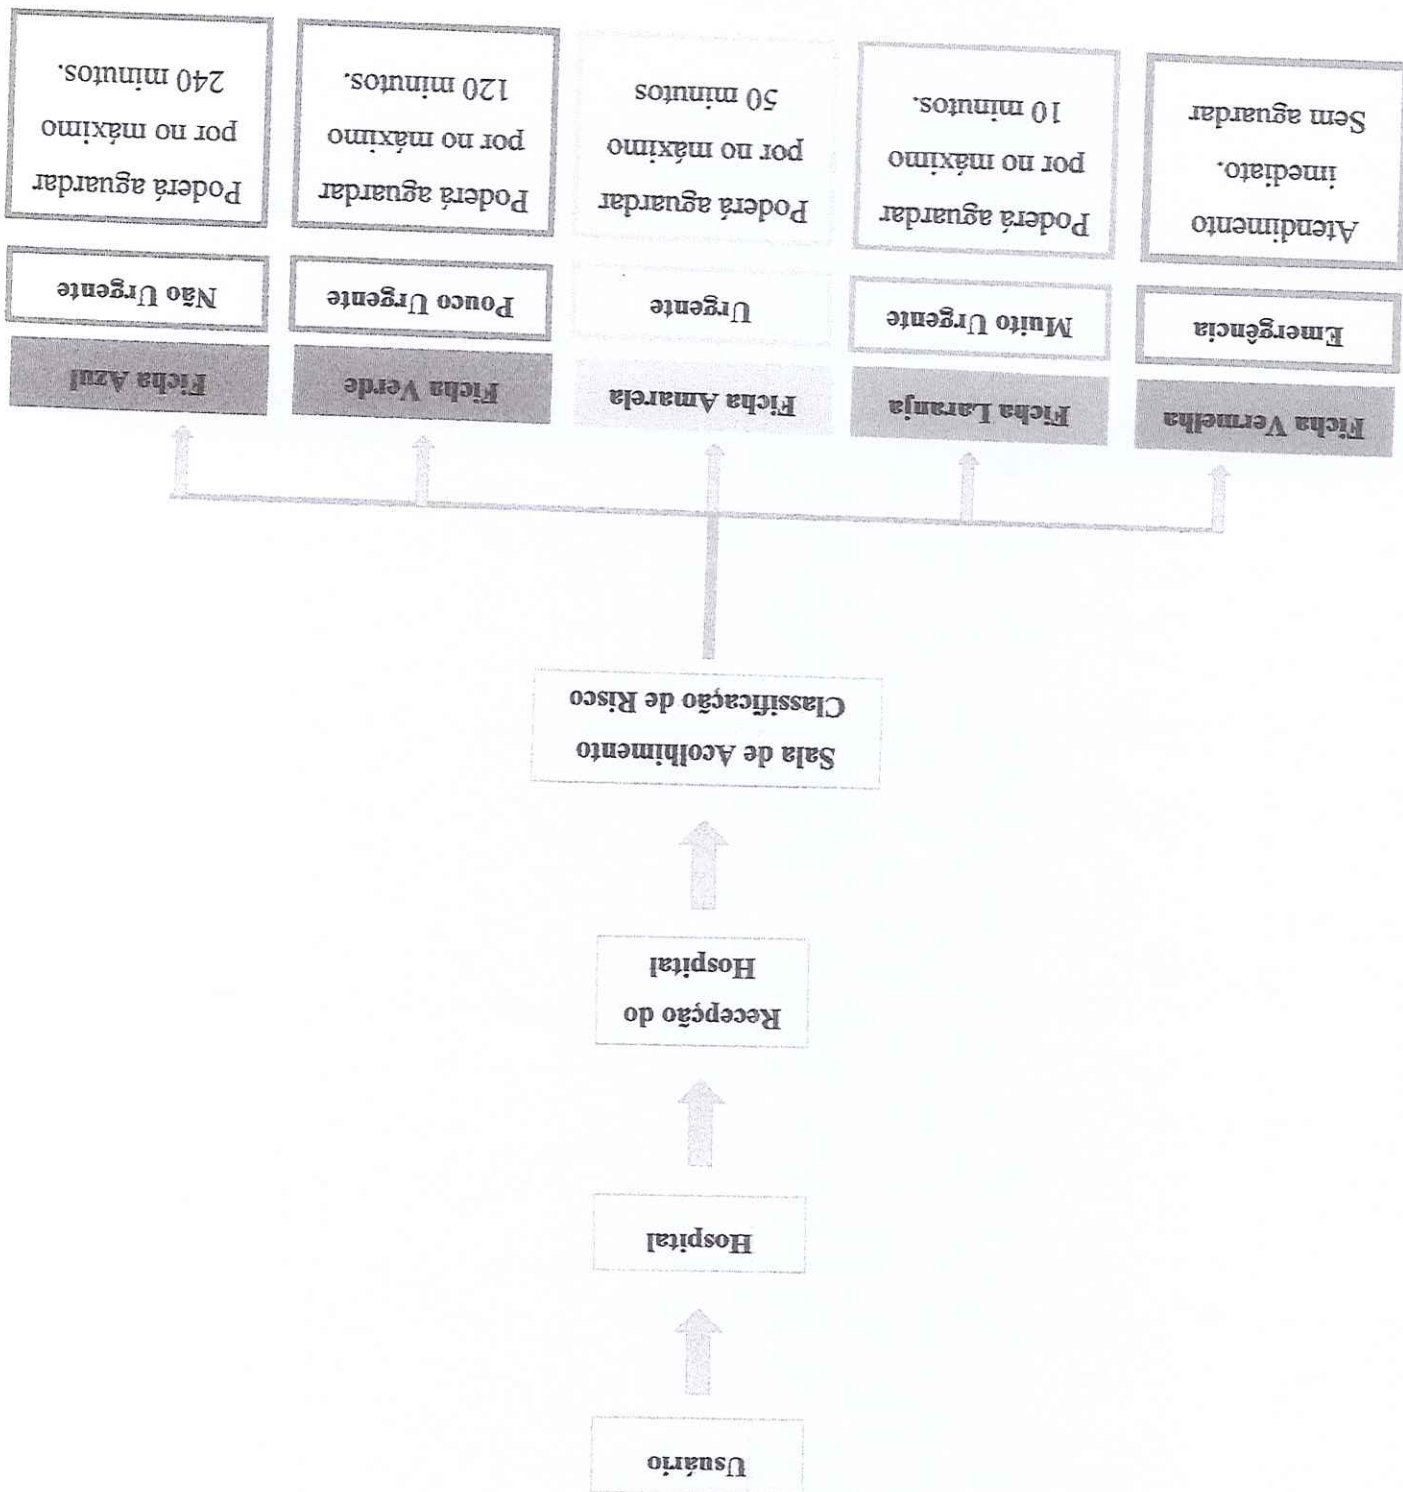 Usuário
Hospital
Recepção do
Hospital
Sala de Acolhimento
Classificação de Risco
Ficha Vermelha
Emergência
Atendimento
imediato.
Sem aguardar
Ficha Laranja
Muito Urgente
Poderá aguardar
por no máximo
10 minutos.
Ficha Amarela
Urgente
Poderá aguardar
por no máximo
50 minutos
Ficha Verde
Pouco Urgente
Poderá aguardar
por no máximo
120 minutos.
Ficha Azul
Não Urgente
Poderá aguardar
por no máximo
240 minutos.